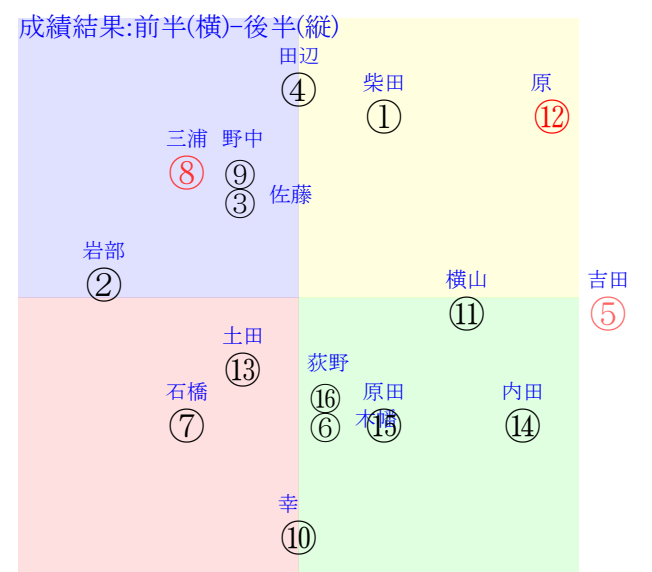 成績結果:前半(横)-後半(縦)
田辺
④
柴田
①
原
⑫
三浦
⑧
野中
⑨
③
佐藤
岩部
②
横山
⑪
吉田
⑤
土田
⑬
荻野
⑯
⑥
木幡
石橋
⑦
原田
⑮
内田
⑭
幸
⑩